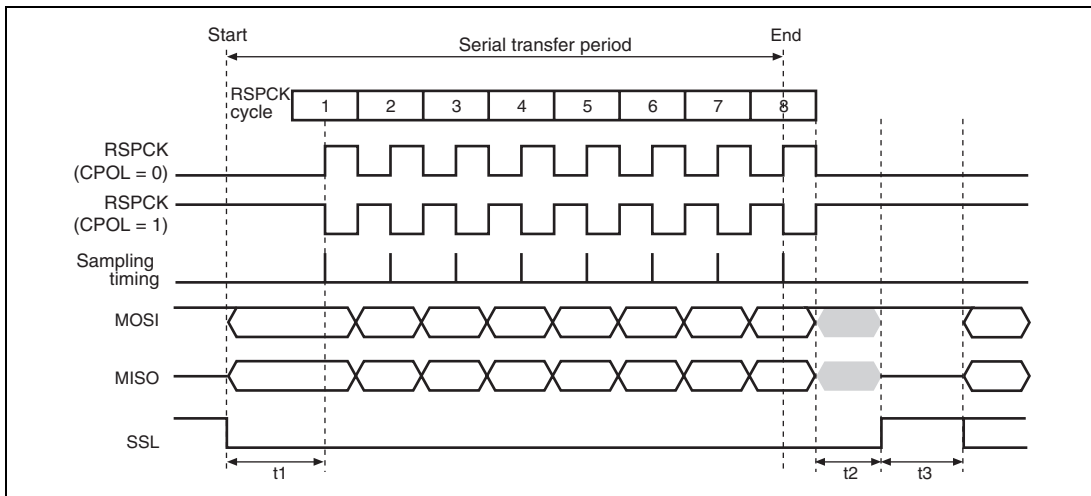 Start
Serial transfer period
End
RSPCK
cycle
1 2 3 4 5 6 7 8
RSPCK
(CPOL = 0)
RSPCK
(CPOL = 1)
Sampling
timing
MOSI
MISO
SSL
t1 t2 t3